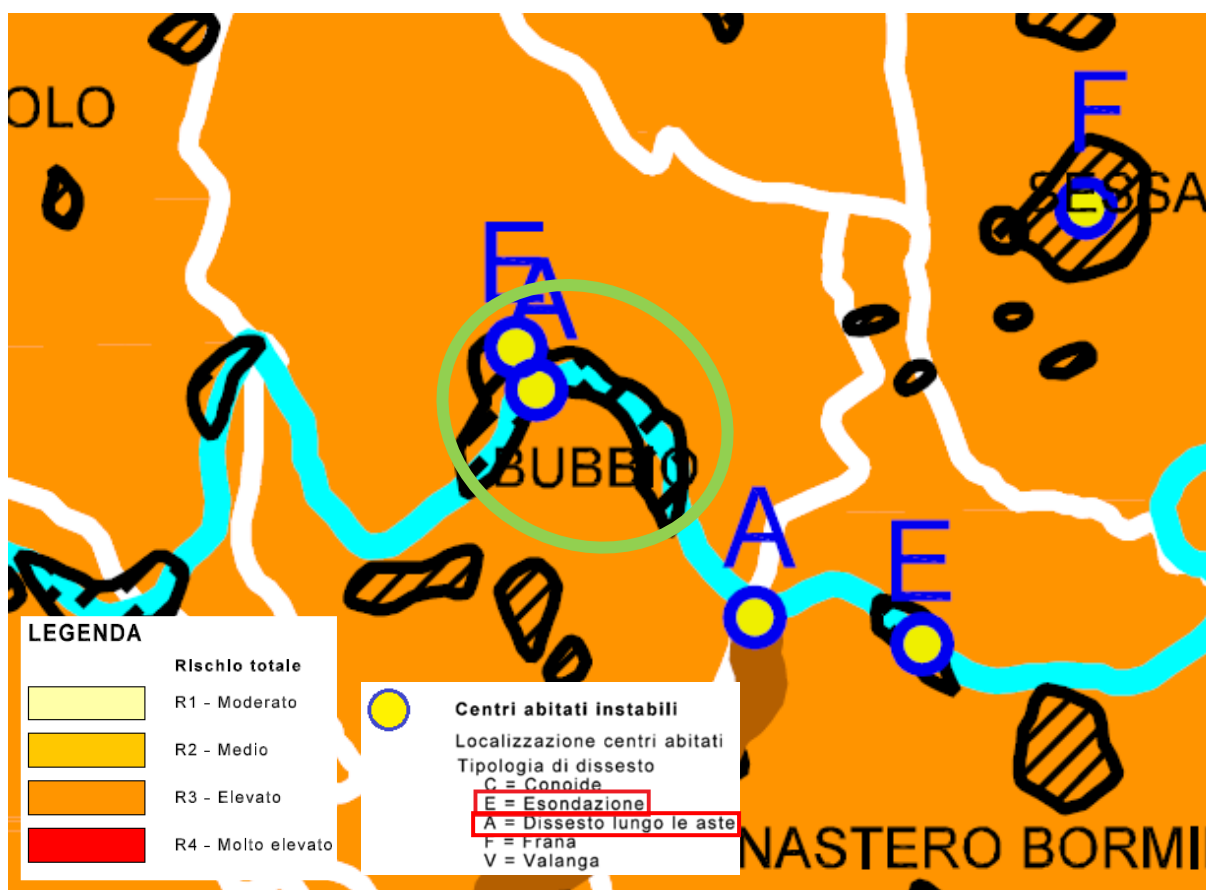 OLO
F
SESSA
E
A
BUBBIO
A
E
NASTERO BORMI
LEGENDA
RIschio totale
R1 - Moderato
R2 - Medio
R3 - Elevato
R4 - Molto elevato
Centri abitati instabili
Localizzazione centri abitati
Tipologia di dissesto
C = Conoide
E = Esondazione
A = Dissesto lungo le aste
F = Frana
V = Valanga